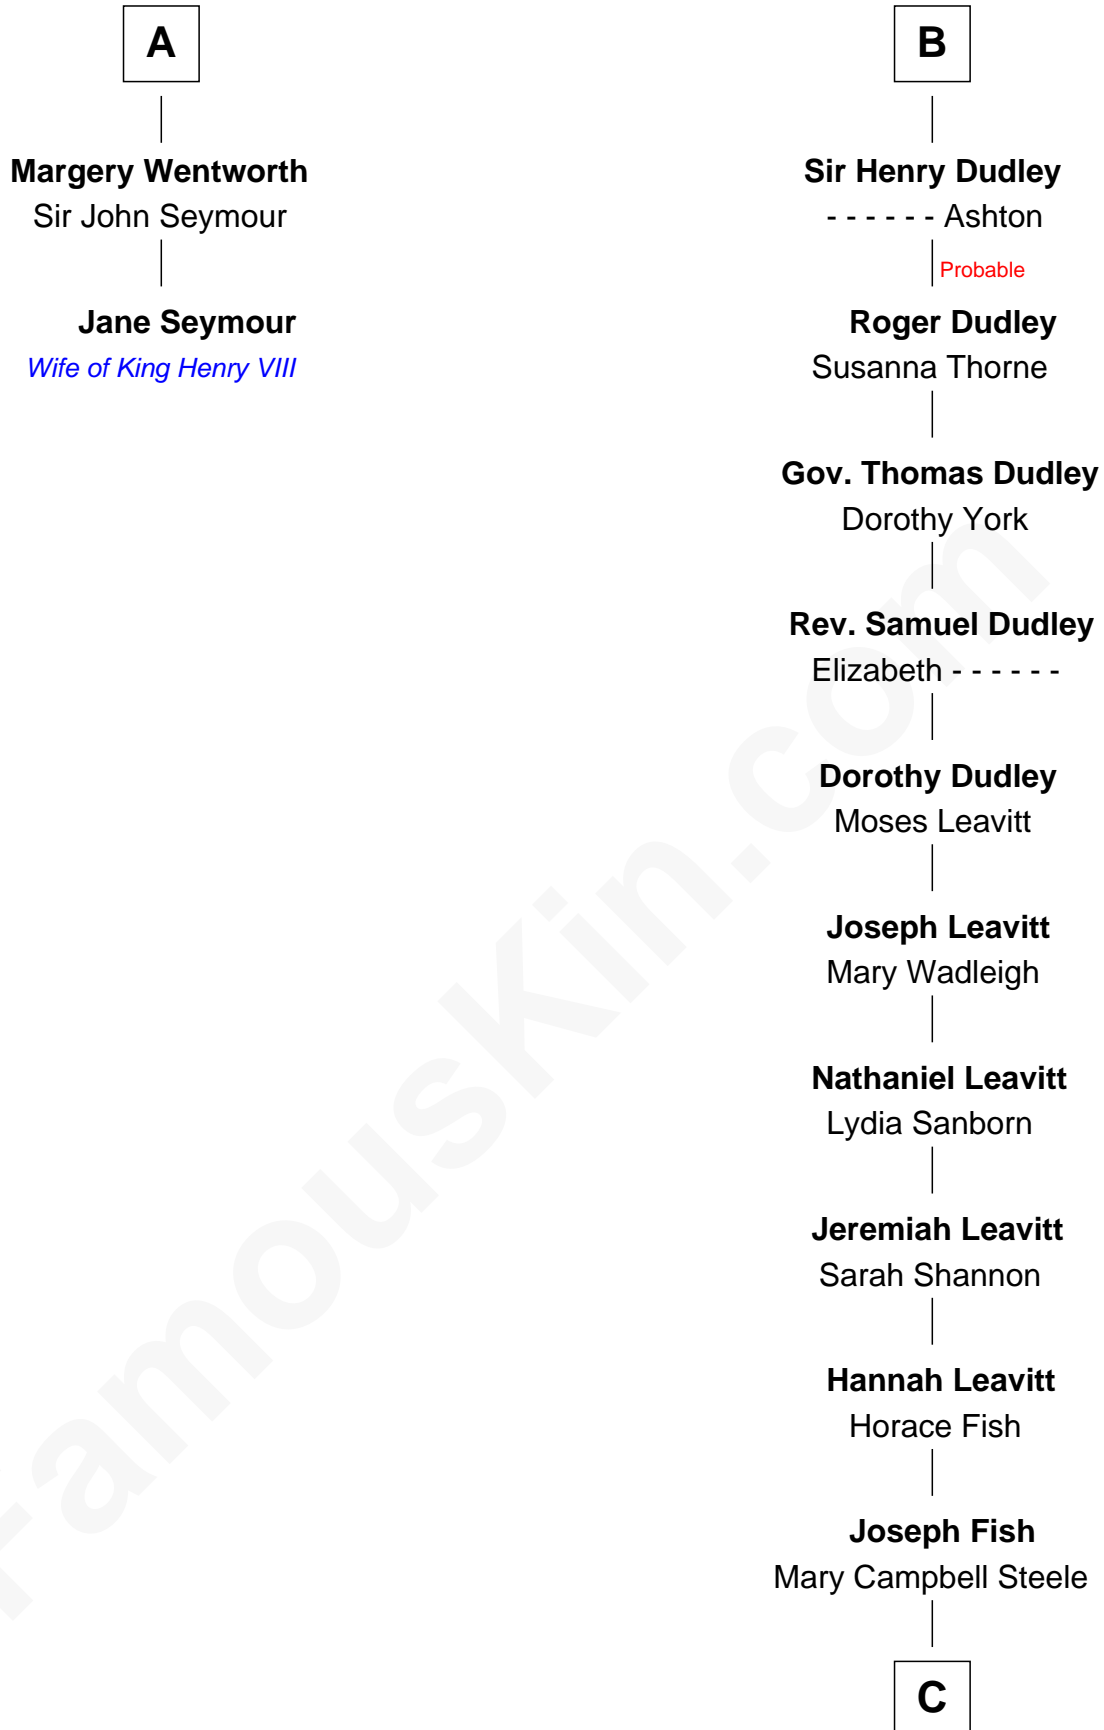 A
Margery Wentworth
Sir John Seymour
Jane Seymour
Wife of King Henry VIII
B
Sir Henry Dudley
- - - - - - Ashton
Probable
Roger Dudley
Susanna Thorne
Gov. Thomas Dudley
Dorothy York
Rev. Samuel Dudley
Elizabeth - - - - - -
Dorothy Dudley
Moses Leavitt
Joseph Leavitt
Mary Wadleigh
Nathaniel Leavitt
Lydia Sanborn
Jeremiah Leavitt
Sarah Shannon
Hannah Leavitt
Horace Fish
Joseph Fish
Mary Campbell Steele
C
FamousKin.com